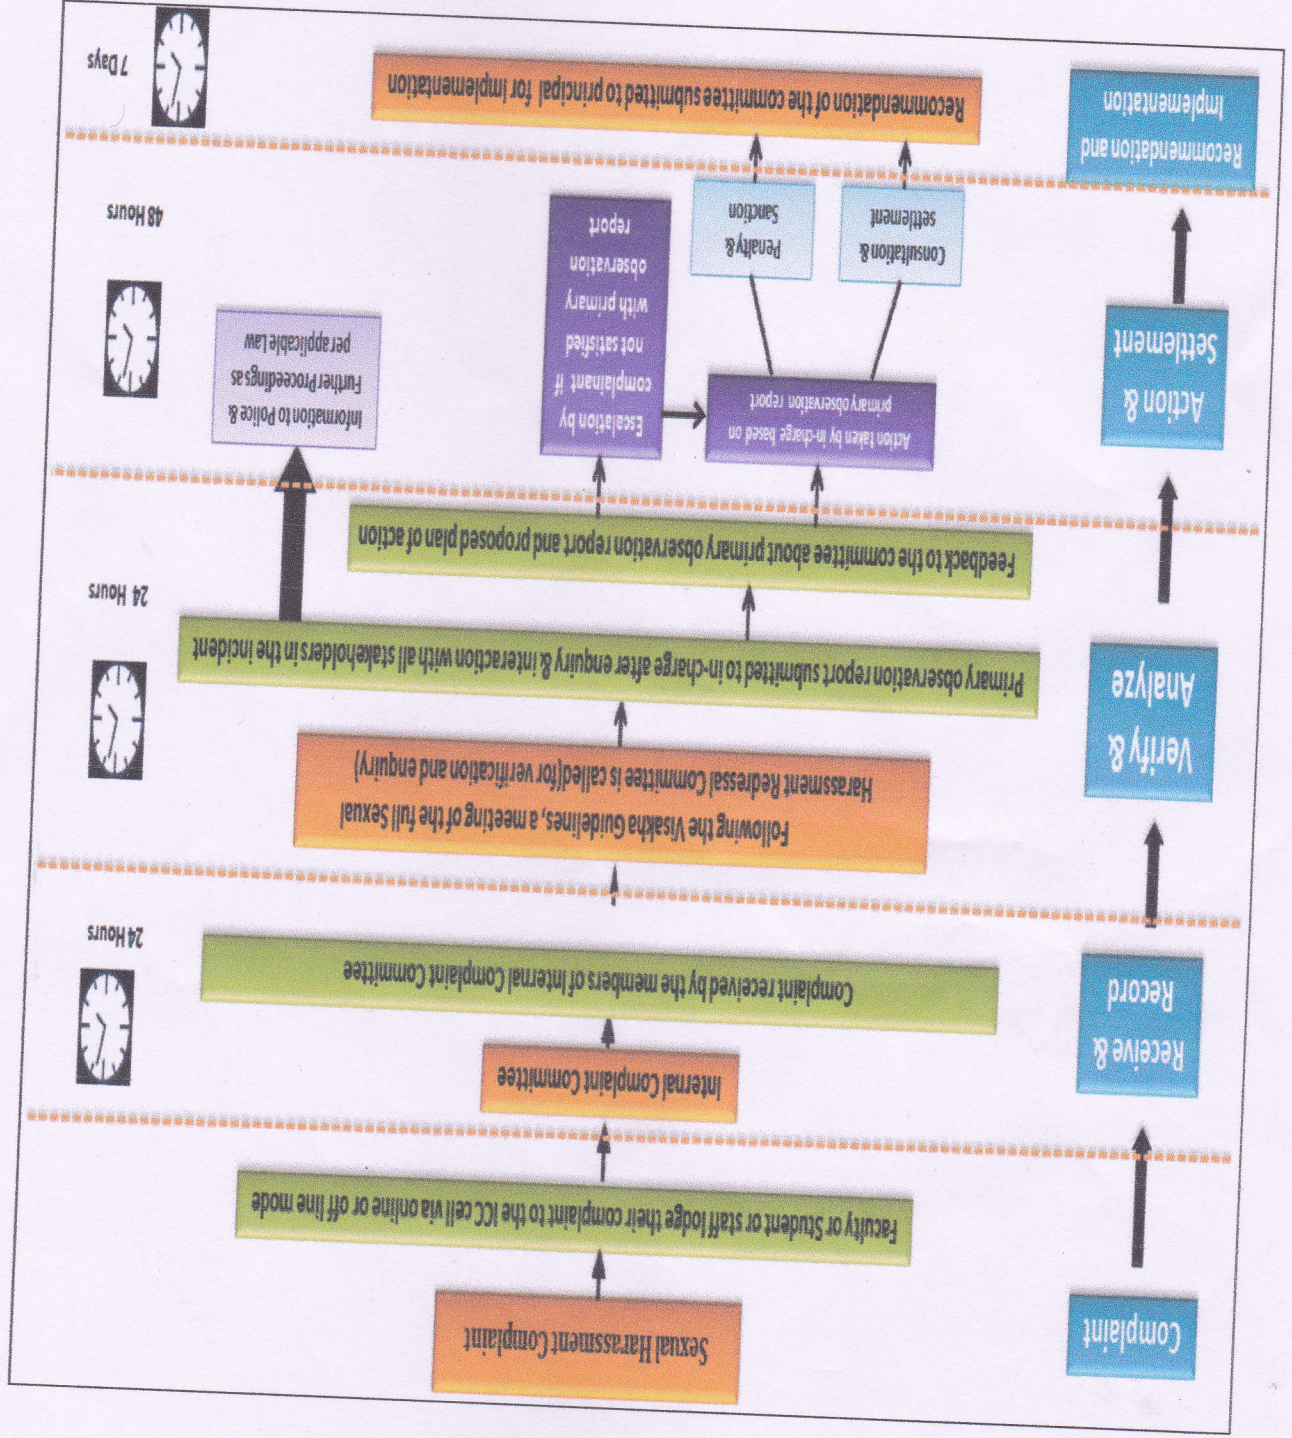 Complaint
Sexual Harassment Complaint
Faculty or Student or staff lodge their complaint to the ICC cell via online or off line mode
Receive &
Record
Internal Complaint Committee
Complaint received by the members of Internal Complaint Committee
24 Hours
Verify &
Analyze
Following the Visakha Guidelines, a meeting of the full Sexual
Harassment Redressal Committee is called(for verification and enquiry)
Primary observation report submitted to in-charge after enquiry & interaction with all stakeholders in the incident
Feedback to the committee about primary observation report and proposed plan of action
24 Hours
Action &
Settlement
Action taken by in-charge based on
primary observation report
Consultation &
settlement
Penalty &
Sanction
Escalation by
complainant if
not satisfied
with primary
observation
report
Information to Police &
Further Proceedings as
per applicable Law
48 Hours
Recommendation and
Implementation
Recommendation of the committee submitted to principal for Implementation
7 Days